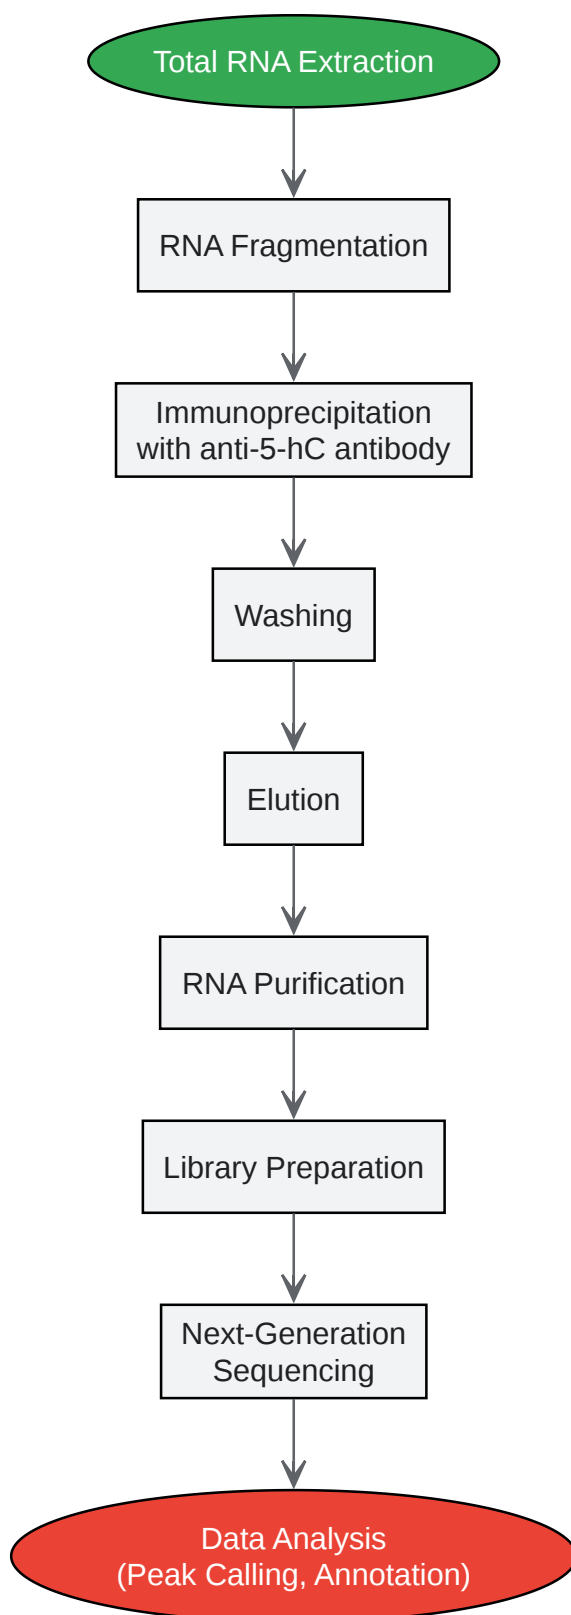 Total RNA Extraction
RNA Fragmentation
Immunoprecipitation
with anti-5-hC antibody
Washing
Elution
RNA Purification
Library Preparation
Next-Generation
Sequencing
Data Analysis
(Peak Calling, Annotation)